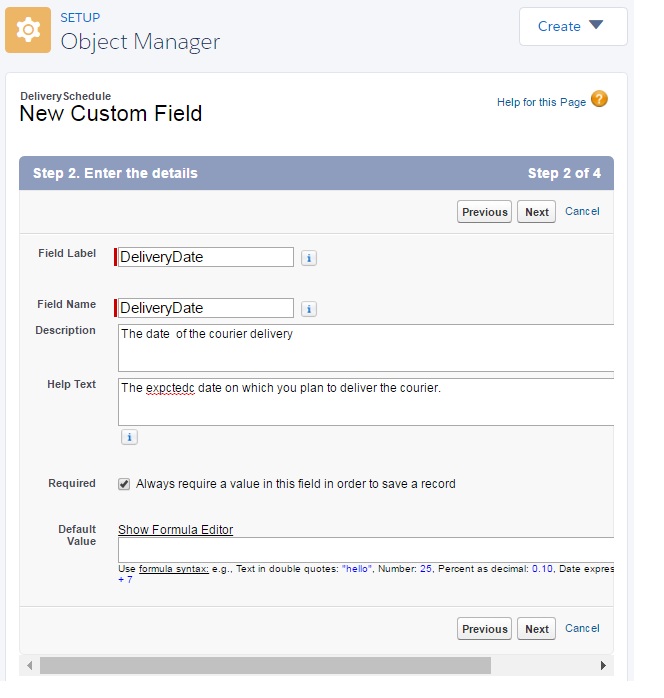 SETUP
Object Manager
Create
DeliverySchedule
New Custom Field
Help for this Page ?
Step 2. Enter the details Step 2 of 4
Previous Next Cancel
Field Label DeliveryDate i
Field Name DeliveryDate i
Description The date of the courier delivery
Help Text The expctedc date on which you plan to deliver the courier.
i
Required Always require a value in this field in order to save a record
Default Value Show Formula Editor
Use formula syntax: e.g., Text in double quotes: "hello", Number: 25, Percent as decimal: 0.10, Date expres
+ 7
Previous Next Cancel